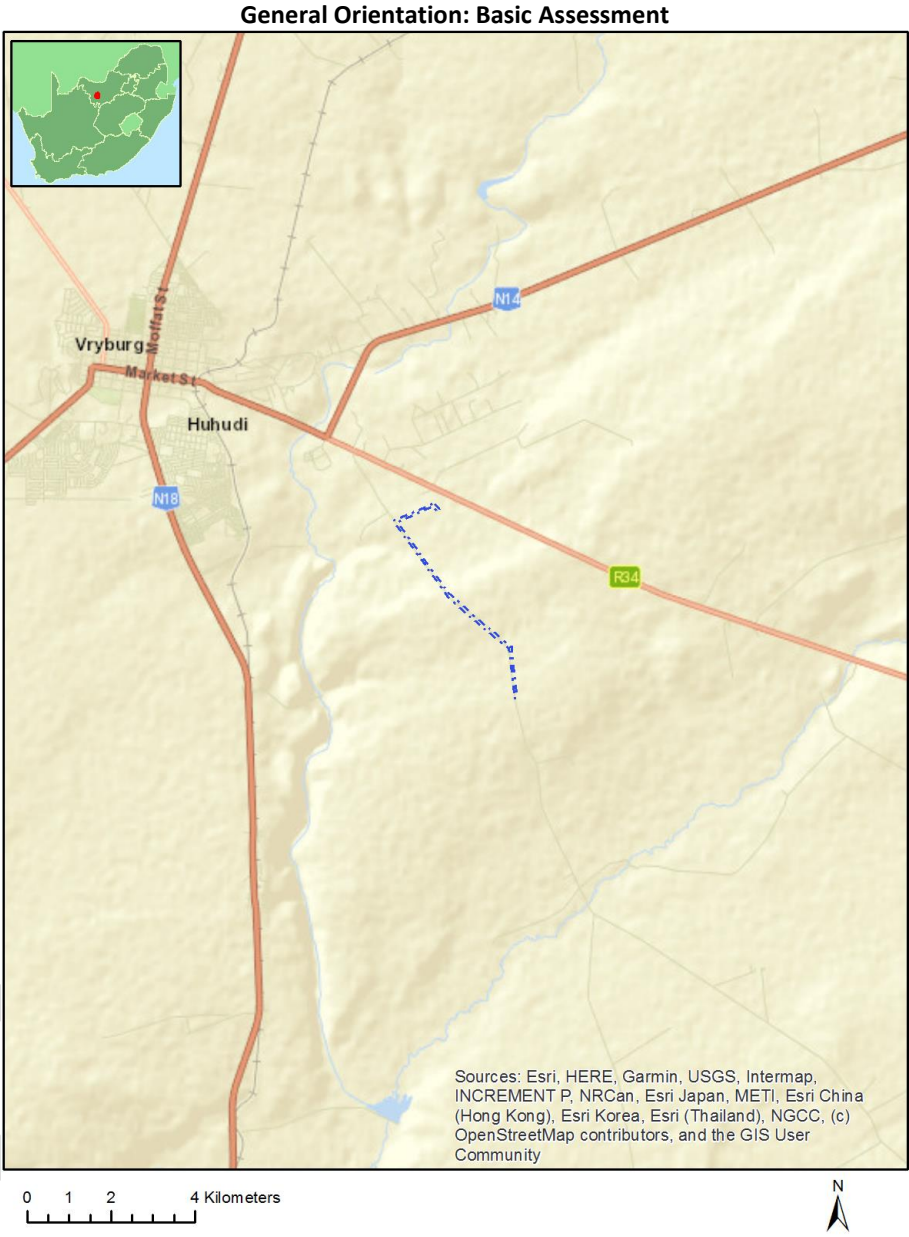 General Orientation: Basic Assessment
N14
Moffat St
Vryburg
Market St
Huhudi
N18
R34
Sources: Esri, HERE, Garmin, USGS, Intermap,
INCREMENT P, NRCan, Esri Japan, METI, Esri China
(Hong Kong), Esri Korea, Esri (Thailand), NGCC, (c)
OpenStreetMap contributors, and the GIS User
Community
0 1 2 4 Kilometers
N